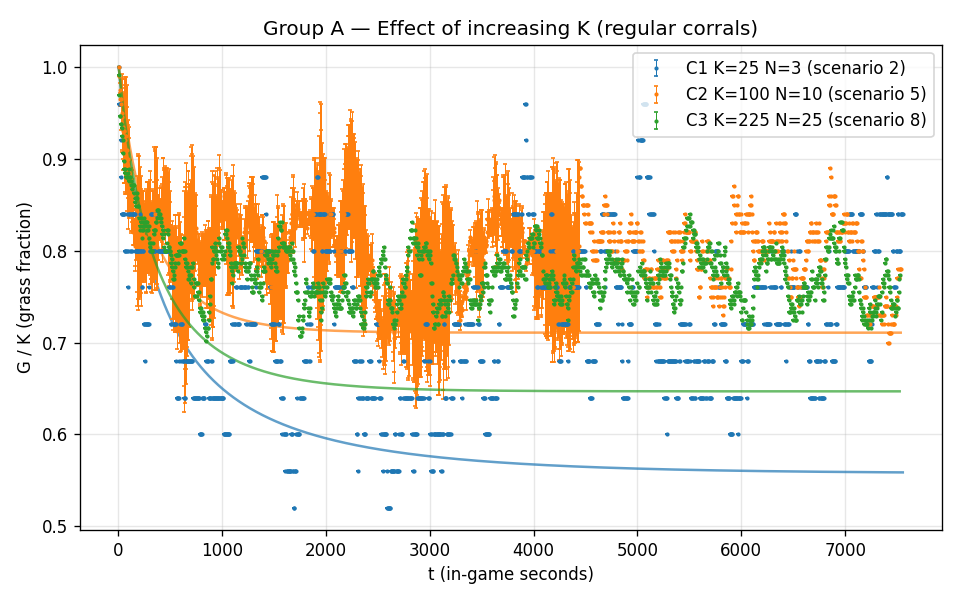 Group A — Effect of increasing K (regular corrals)
C1 K=25 N=3 (scenario 2)
C2 K=100 N=10 (scenario 5)
C3 K=225 N=25 (scenario 8)
G / K (grass fraction)
1.0
0.9
0.8
0.7
0.6
0.5
0
1000
2000
3000
4000
5000
6000
7000
t (in-game seconds)